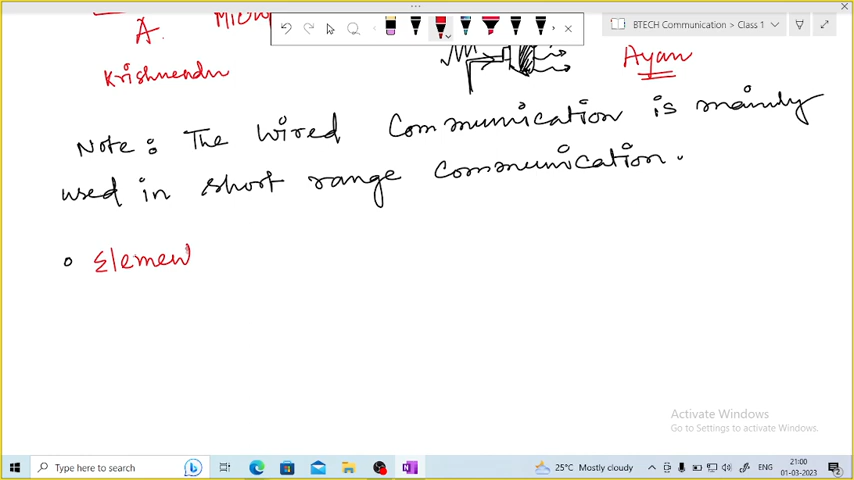 BTECH Communication > Class 1
A.
Krishnendu
Ayan
Note: The Wired Communication is mainly
used in short range communication.
Elemen
Activate Windows
Go to Settings to activate Windows.
Type here to search
25°C Mostly cloudy
ENG
21:00
01-03-2023
2